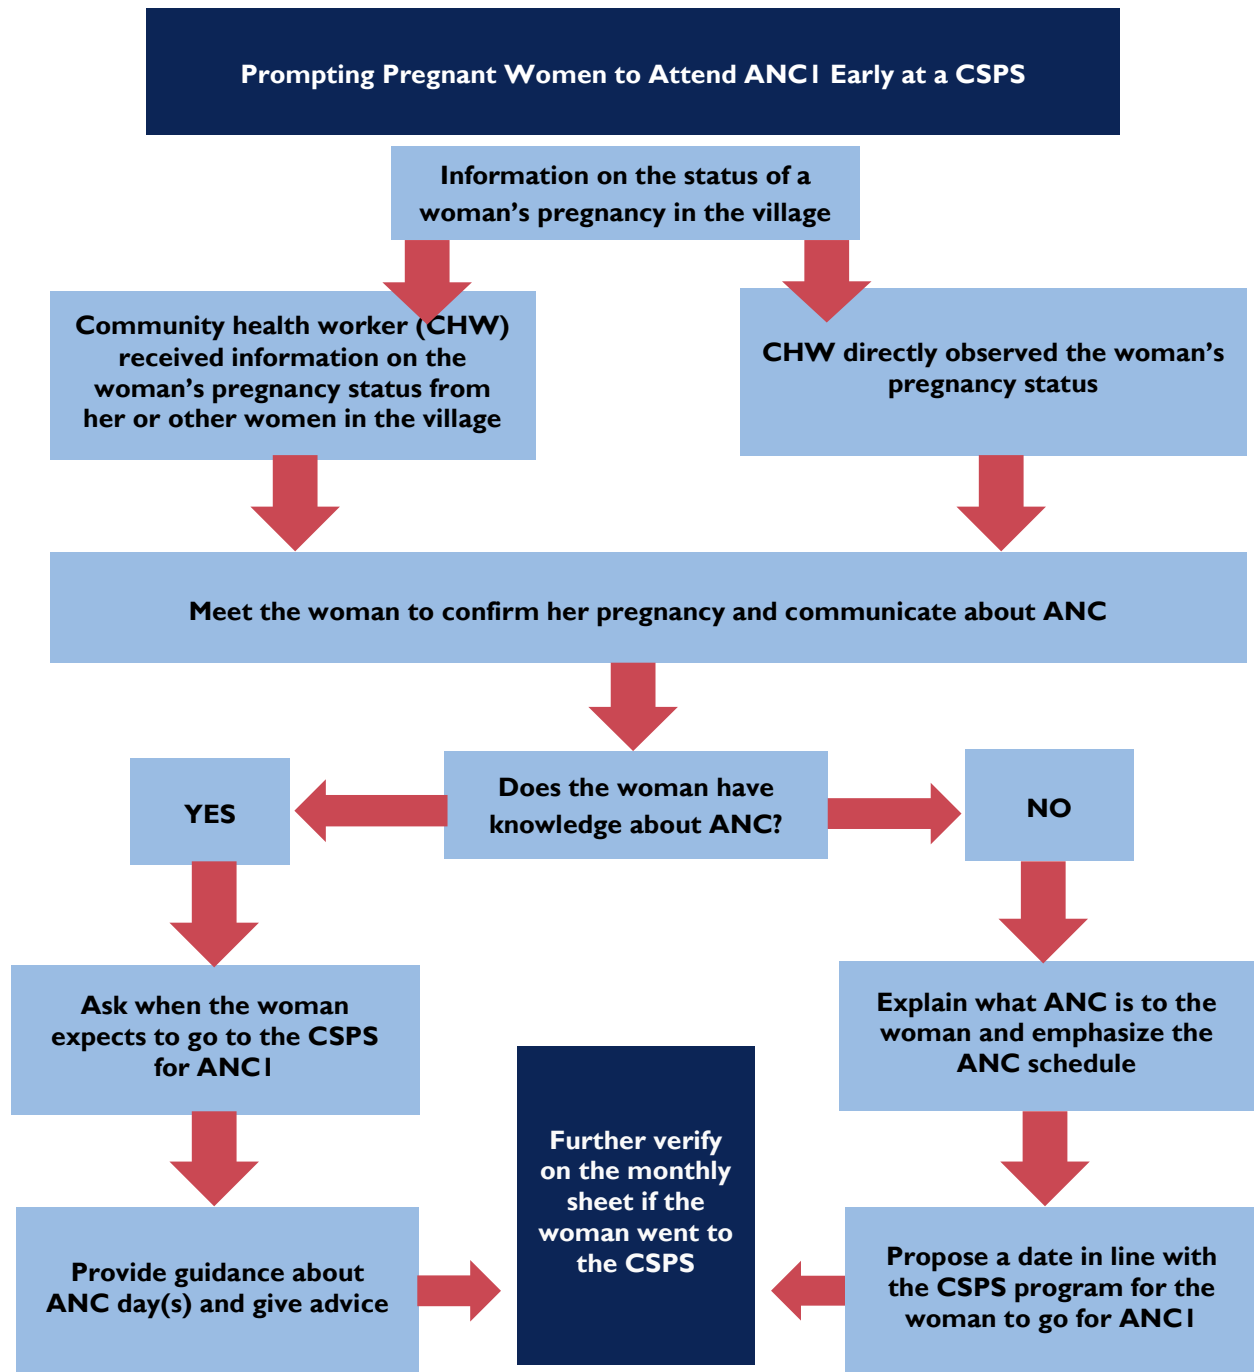 Prompting Pregnant Women to Attend ANC1 Early at a CSPS
Information on the status of a
woman’s pregnancy in the village
Community health worker (CHW)
received information on the
woman’s pregnancy status from
her or other women in the village
CHW directly observed the woman’s
pregnancy status
Meet the woman to confirm her pregnancy and communicate about ANC
Does the woman have
knowledge about ANC?
YES
NO
Ask when the woman
expects to go to the CSPS
for ANC1
Explain what ANC is to the
woman and emphasize the
ANC schedule
Provide guidance about
ANC day(s) and give advice
Propose a date in line with
the CSPS program for the
woman to go for ANC1
Further verify
on the monthly
sheet if the
woman went to
the CSPS